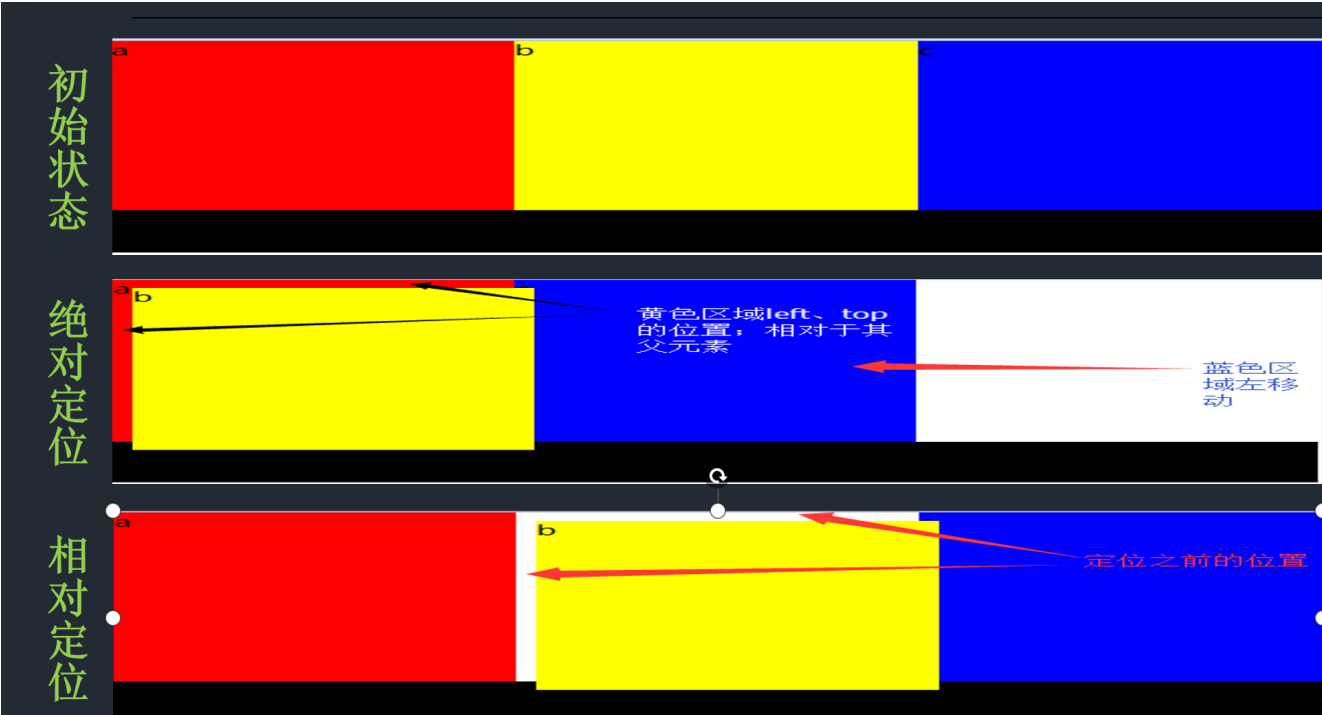 初始状态
a
b
c
绝对定位
a
b
黄色区域left、top
的位置；相对于其
父元素
蓝色区
域左移
动
相对定位
a
b
定位之前的位置